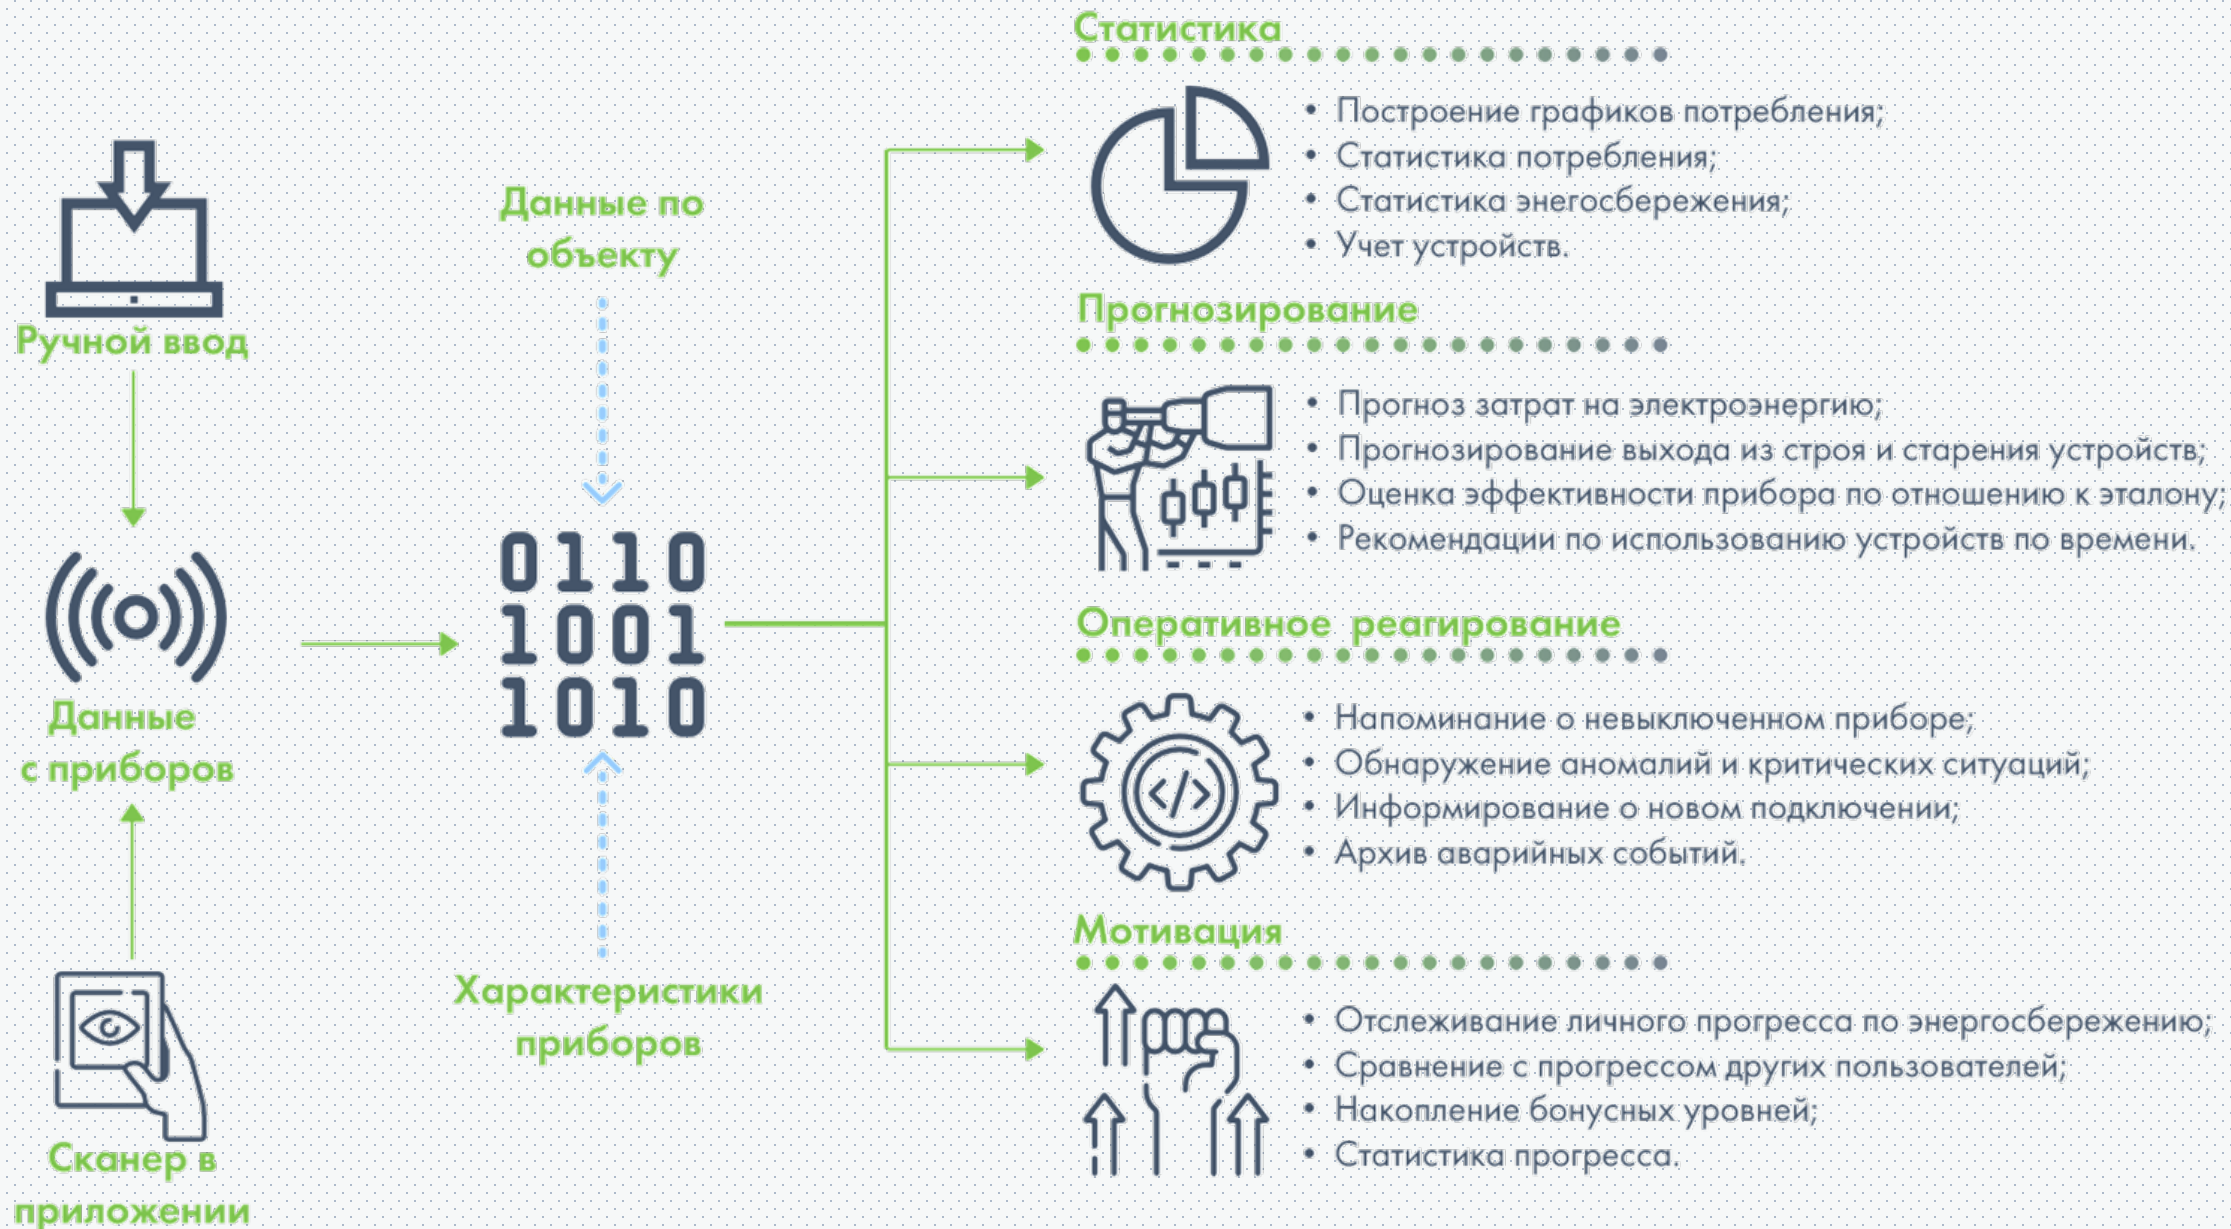 Ручной ввод
Данные
с приборов
Сканер в
приложении
Данные по
объекту
0110
1001
1010
Характеристики
приборов
Статистика
• Построение графиков потребления;
• Статистика потребления;
• Статистика энегосбережения;
• Учет устройств.
Прогнозирование
• Прогноз затрат на электроэнергию;
• Прогнозирование выхода из строя и старения устройств;
• Оценка эффективности прибора по отношению к эталону;
• Рекомендации по использованию устройств по времени.
Оперативное реагирование
</>
• Напоминание о невыключенном приборе;
• Обнаружение аномалий и критических ситуаций;
• Информирование о новом подключении;
• Архив аварийных событий.
Мотивация
• Отслеживание личного прогресса по энергосбережению;
• Сравнение с прогрессом других пользователей;
• Накопление бонусных уровней;
• Статистика прогресса.